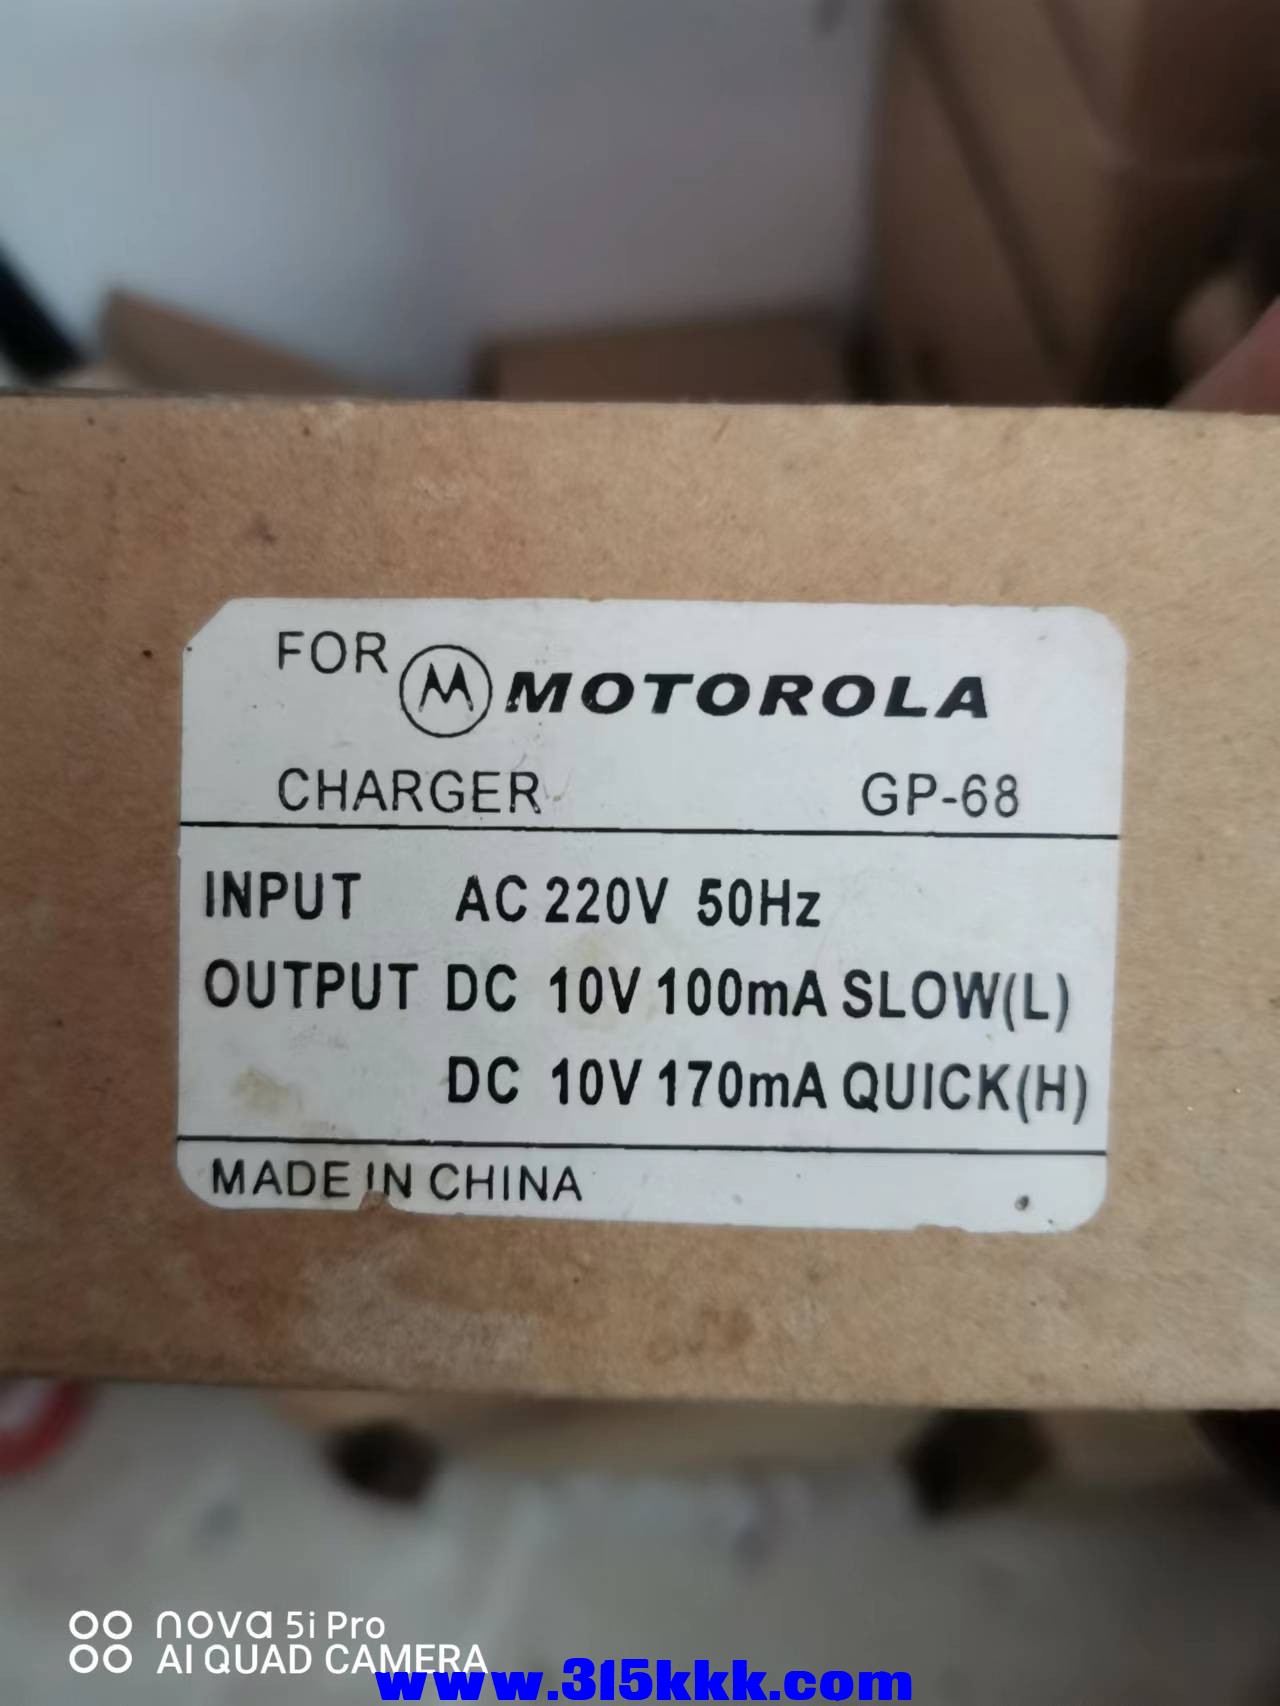 FOR MOTOROLA
CHARGER GP-68
INPUT AC 220V 50Hz
OUTPUT DC 10V 100mA SLOW(L)
DC 10V 170mA QUICK(H)
MADE IN CHINA
nova 5i Pro
AI QUAD CAMERA
www.315kkk.com